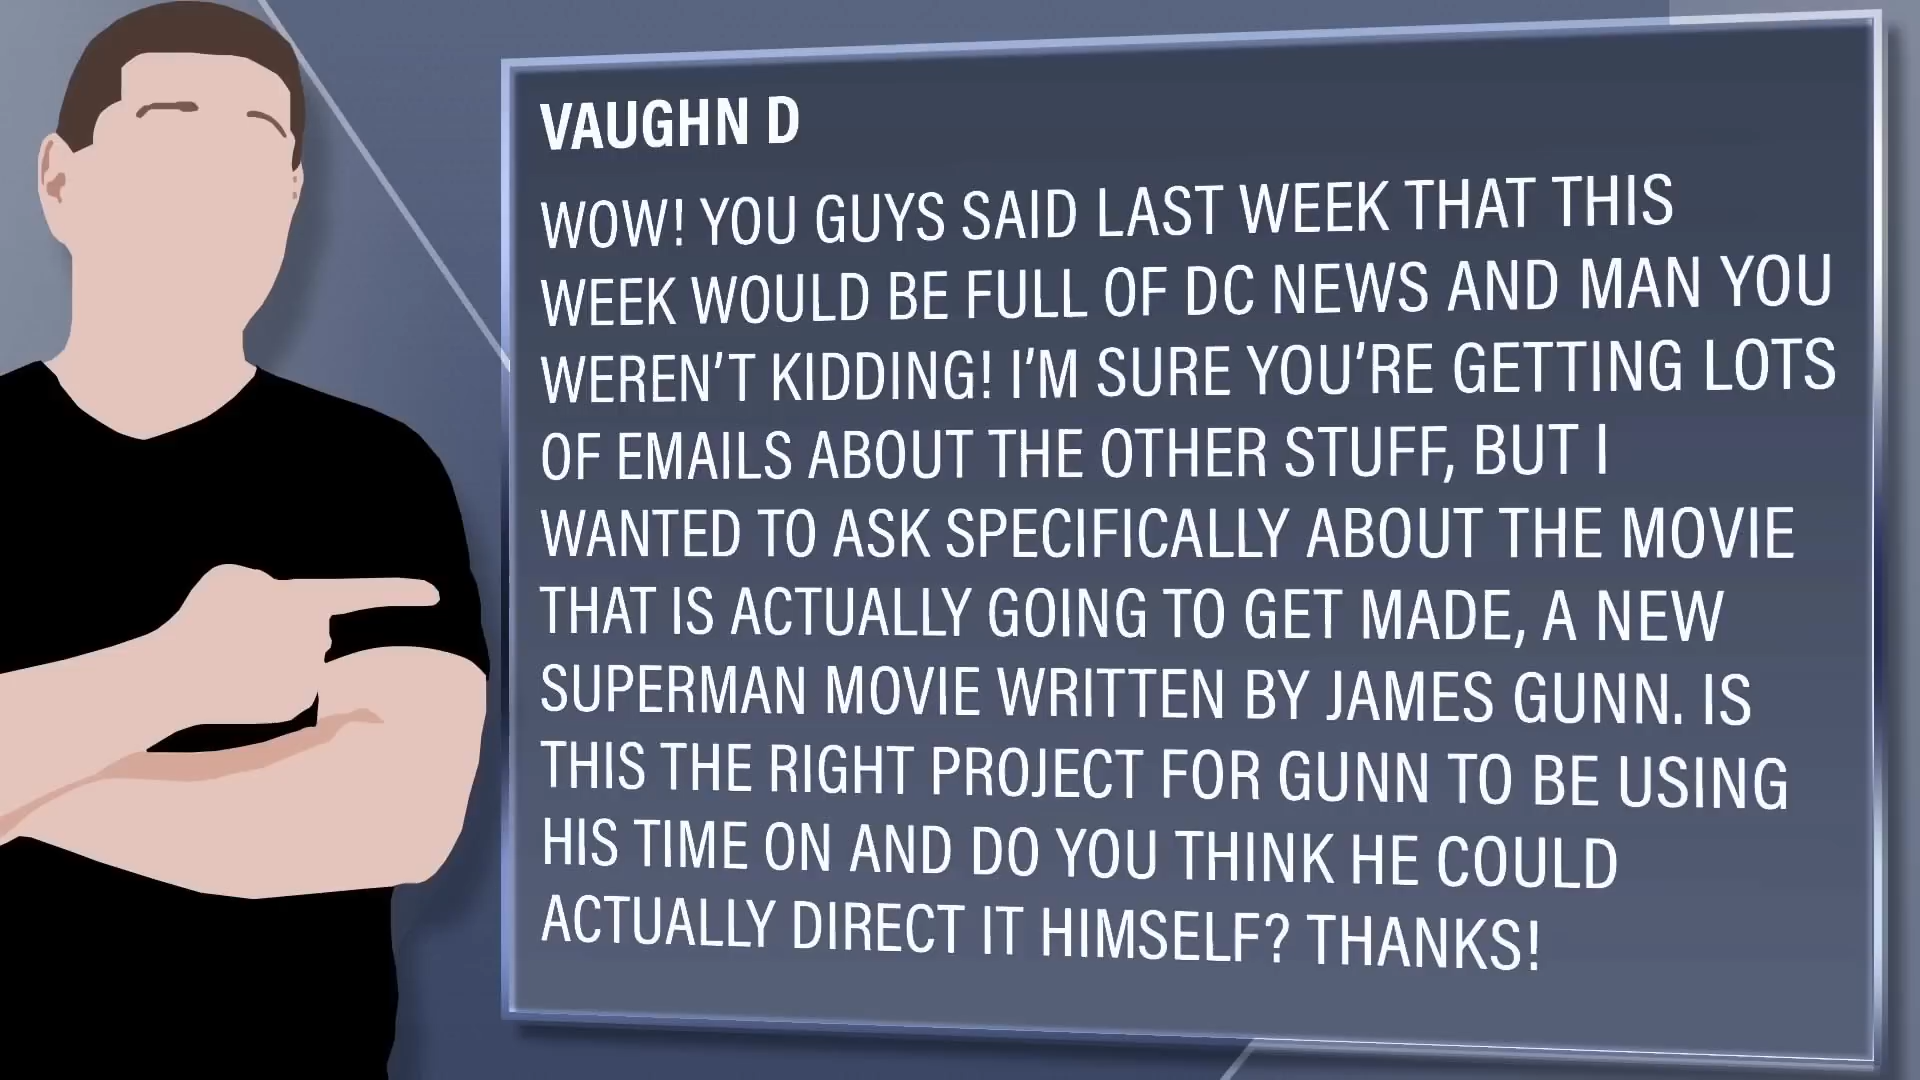 VAUGHN D
WOW! YOU GUYS SAID LAST WEEK THAT THIS
WEEK WOULD BE FULL OF DC NEWS AND MAN YOU
WEREN'T KIDDING! I'M SURE YOU'RE GETTING LOTS
OF EMAILS ABOUT THE OTHER STUFF, BUT I
WANTED TO ASK SPECIFICALLY ABOUT THE MOVIE
THAT IS ACTUALLY GOING TO GET MADE, A NEW
SUPERMAN MOVIE WRITTEN BY JAMES GUNN. IS
THIS THE RIGHT PROJECT FOR GUNN TO BE USING
HIS TIME ON AND DO YOU THINK HE COULD
ACTUALLY DIRECT IT HIMSELF? THANKS!